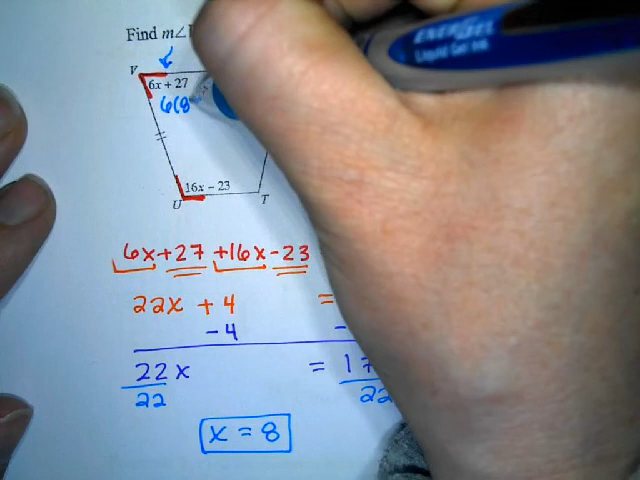 Find m∠
V
6x + 27
6(8
16x – 23
U T
6x+27 +16x-23
22x + 4 =
-4 -
22x = 17
22 22
x = 8
ENERGEL
Liquid Gel Ink